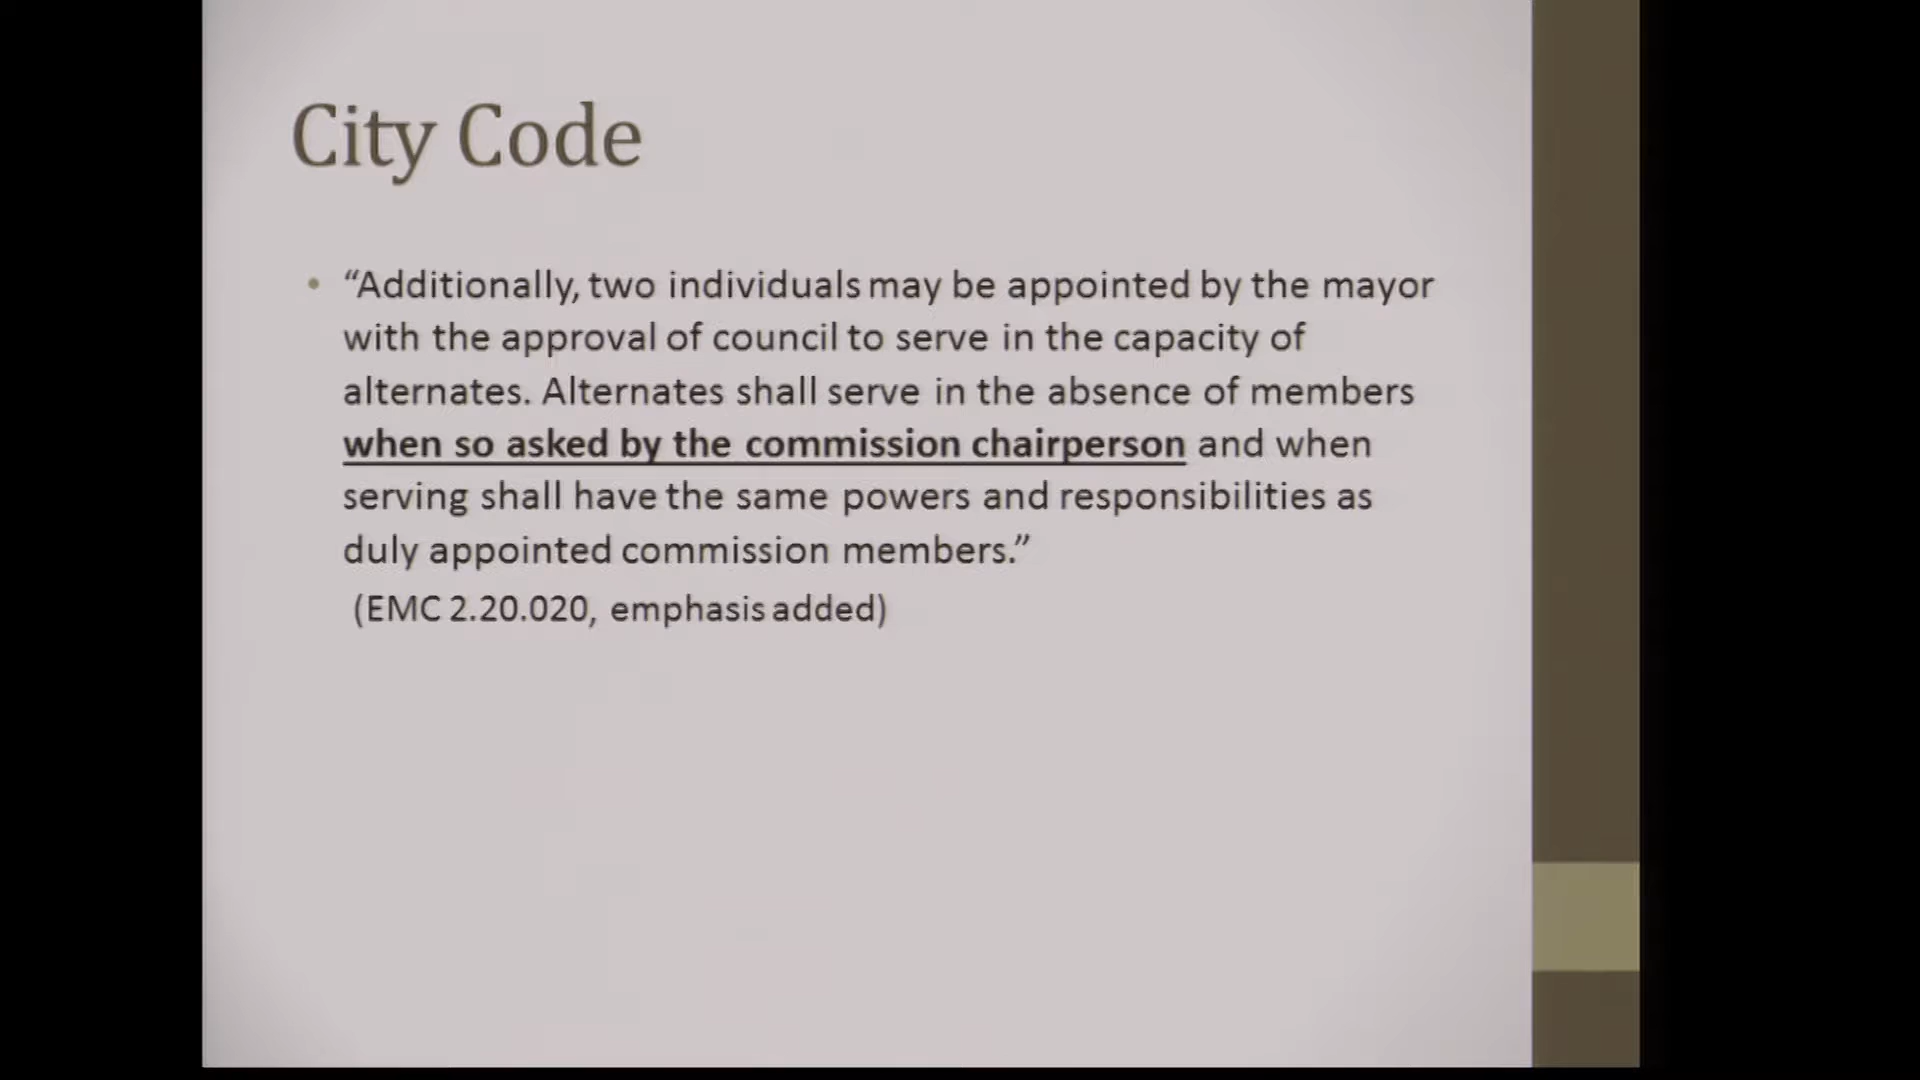 City Code
• “Additionally, two individuals may be appointed by the mayor
with the approval of council to serve in the capacity of
alternates. Alternates shall serve in the absence of members
when so asked by the commission chairperson and when
serving shall have the same powers and responsibilities as
duly appointed commission members.”
(EMC 2.20.020, emphasis added)